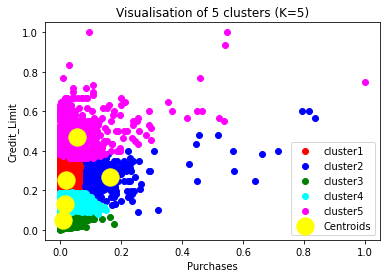 Visualisation of 5 clusters (K=5)
Credit_Limit
1.0
0.8
0.6
0.4
0.2
0.0
0.0 0.2 0.4 0.6 0.8 1.0
Purchases
cluster1
cluster2
cluster3
cluster4
cluster5
Centroids